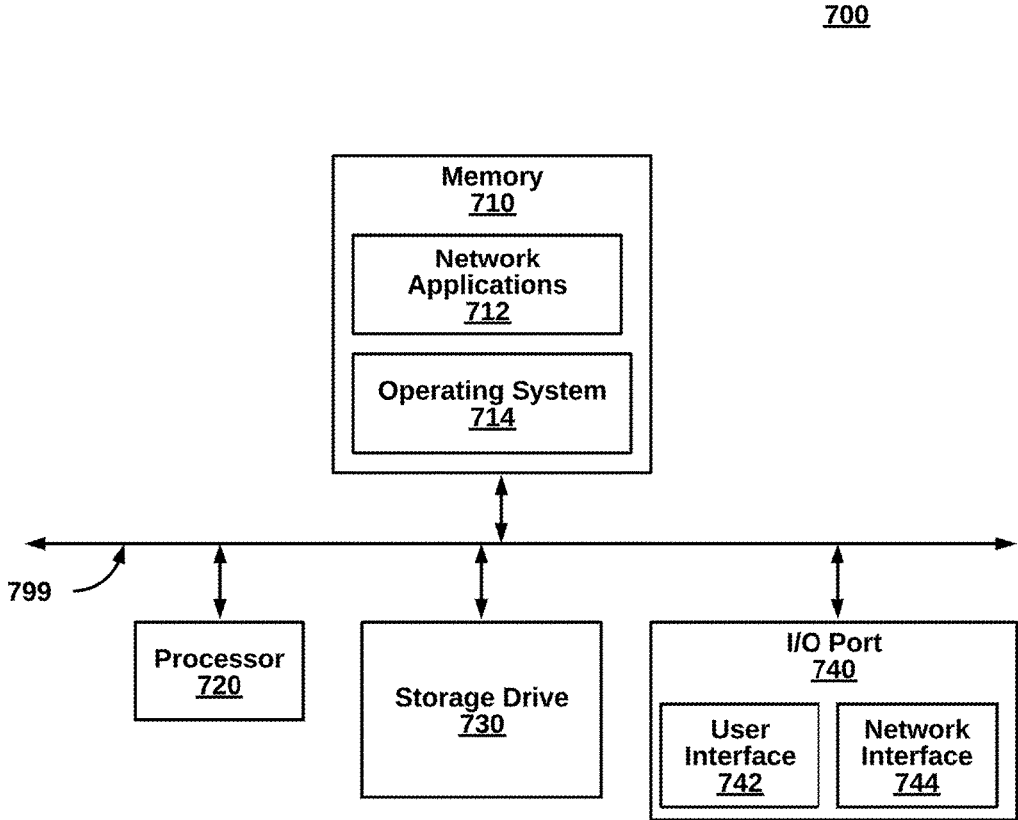 700
Memory
710
Network
Applications
712
Operating System
714
799
Processor
720
Storage Drive
730
I/O Port
740
User
Interface
742
Network
Interface
744